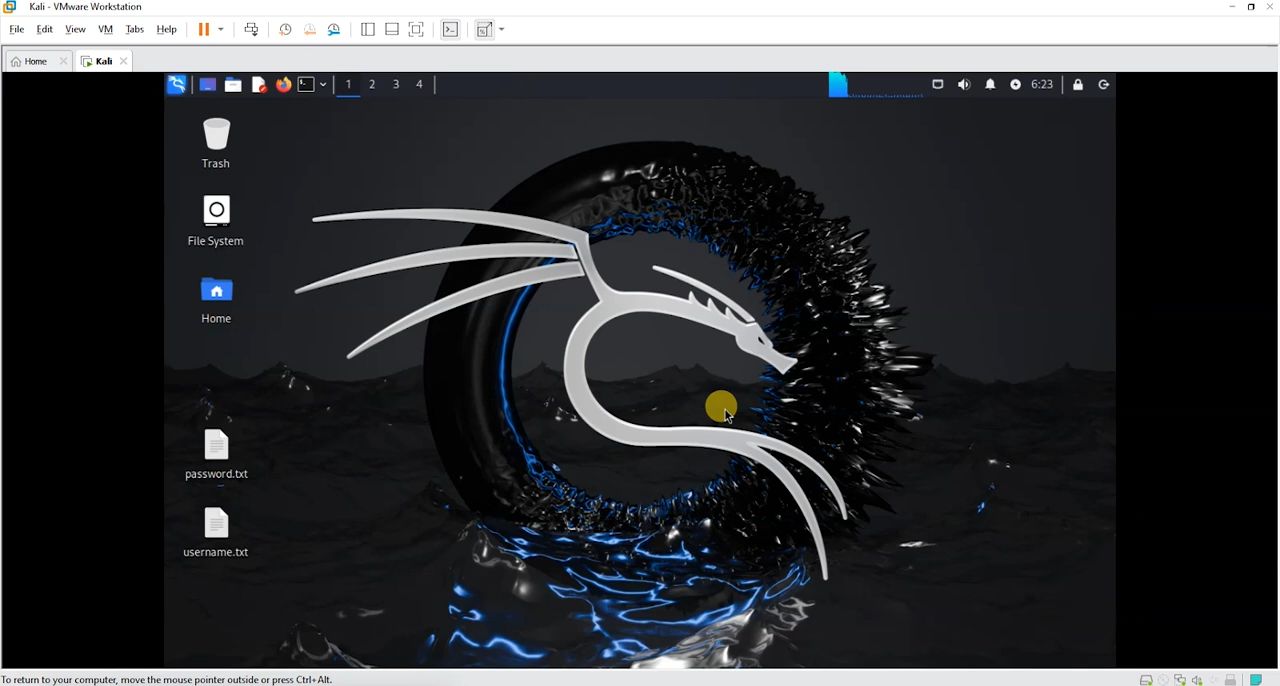 Kali - VMware Workstation
File Edit View VM Tabs Help
Home Kali
1 2 3 4 6:23
Trash
File System
Home
password.txt
username.txt
To return to your computer, move the mouse pointer outside or press Ctrl+Alt.